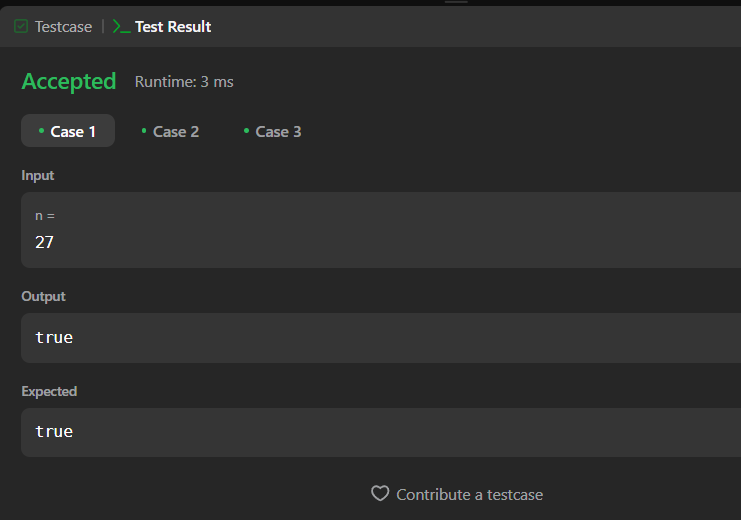 Testcase | Test Result
Accepted Runtime: 3 ms
Case 1 Case 2 Case 3
Input
n =
27
Output
true
Expected
true
Contribute a testcase